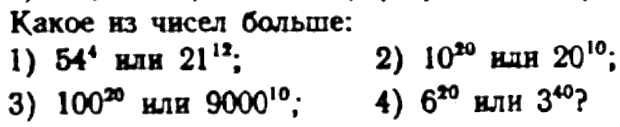 Какое из чисел больше:
1) 54⁴ или 21¹²; 2) 10²⁰ или 20¹⁰;
3) 100²⁰ или 9000¹⁰; 4) 6²⁰ или 3⁴⁰?